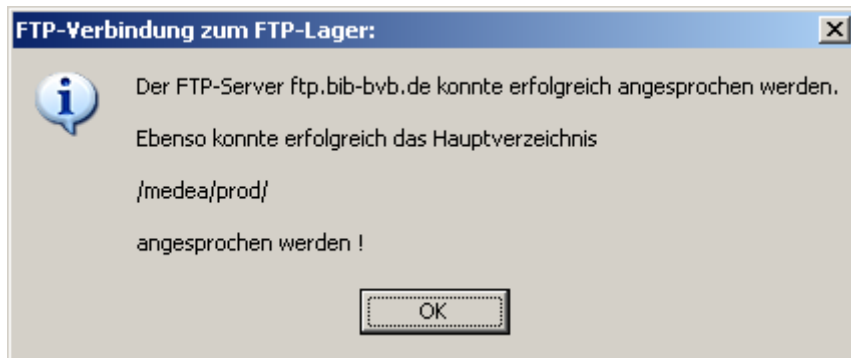 FTP-Verbindung zum FTP-Lager:
Der FTP-Server ftp.bib-bvb.de konnte erfolgreich angesprochen werden.
Ebenso konnte erfolgreich das Hauptverzeichnis
/medea/prod/
angesprochen werden !
OK